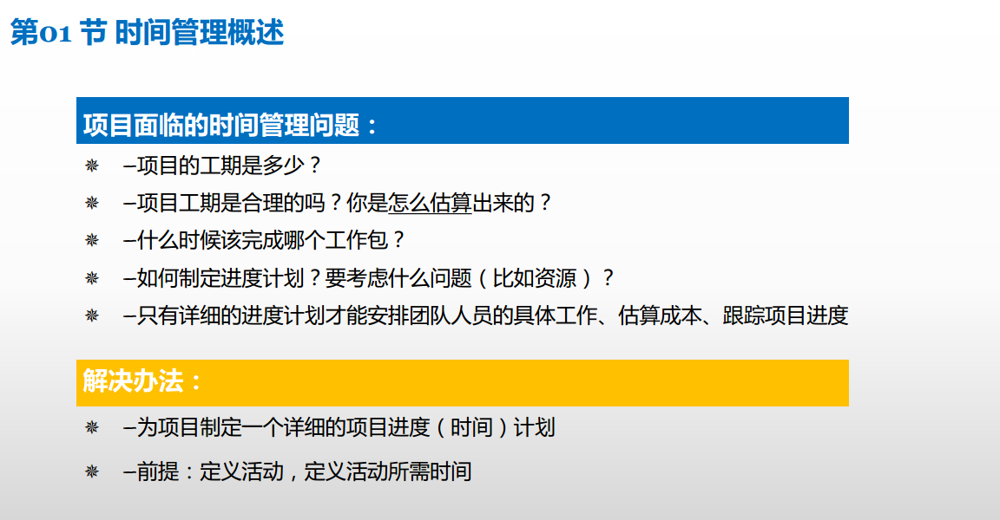 第01 节 时间管理概述
项目面临的时间管理问题：
–项目的工期是多少？
–项目工期是合理的吗？你是怎么估算出来的？
–什么时候该完成哪个工作包？
–如何制定进度计划？要考虑什么问题（比如资源）？
–只有详细的进度计划才能安排团队人员的具体工作、估算成本、跟踪项目进度
解决办法：
–为项目制定一个详细的项目进度（时间）计划
–前提：定义活动，定义活动所需时间